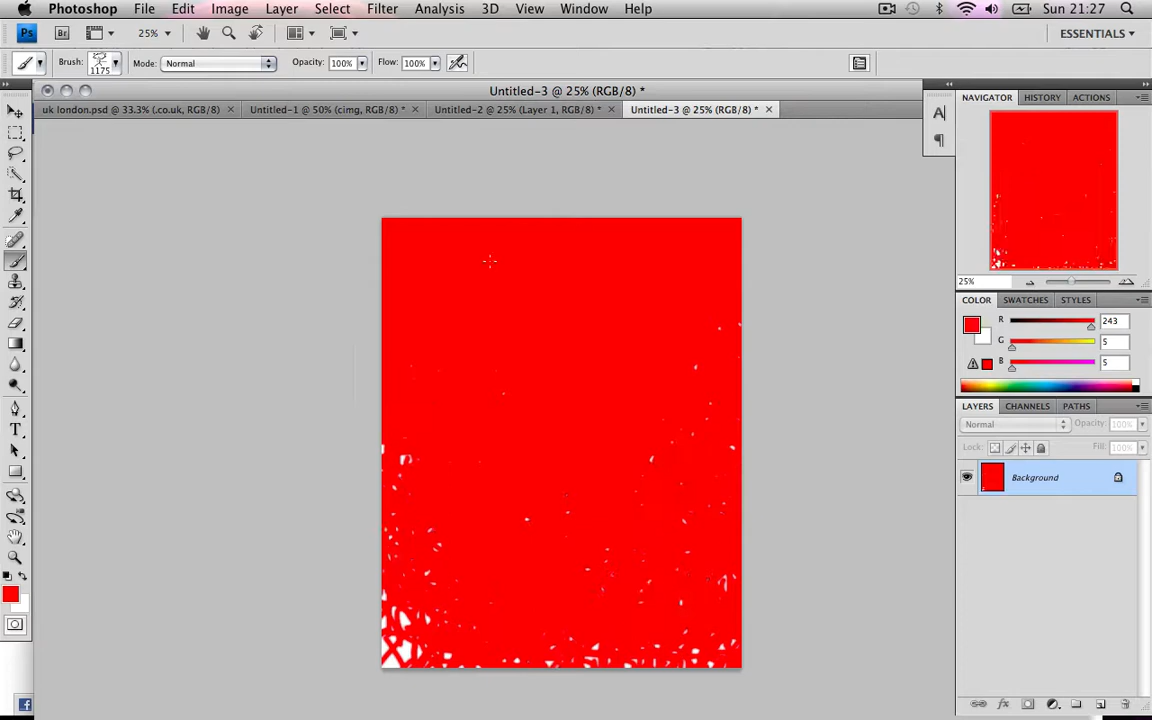 Photoshop File Edit Image Layer Select Filter Analysis 3D View Window Help Sun 21:27
Ps Br 25% ESSENTIALS
Brush: 1175 Mode: Normal Opacity: 100% Flow: 100%
Untitled-3 @ 25% (RGB/8) *
uk london.psd @ 33.3% (.co.uk, RGB/8) Untitled-1 @ 50% (cimg, RGB/8) * Untitled-2 @ 25% (Layer 1, RGB/8) * Untitled-3 @ 25% (RGB/8) *
NAVIGATOR HISTORY ACTIONS
A
T
25%
COLOR SWATCHES STYLES
R 243
G 5
B 5
LAYERS CHANNELS PATHS
Normal Opacity: 100%
Lock: Fill: 100%
Background
fx
f